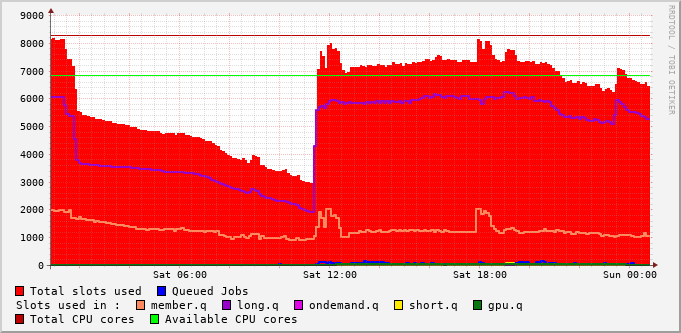 9000
8000
7000
6000
5000
4000
3000
2000
1000
0
Sat 06:00 Sat 12:00 Sat 18:00 Sun 00:00
RRDTOOL / TOBI OETIKER
Total slots used Queued Jobs
Slots used in : member.q long.q ondemand.q short.q gpu.q
Total CPU cores Available CPU cores